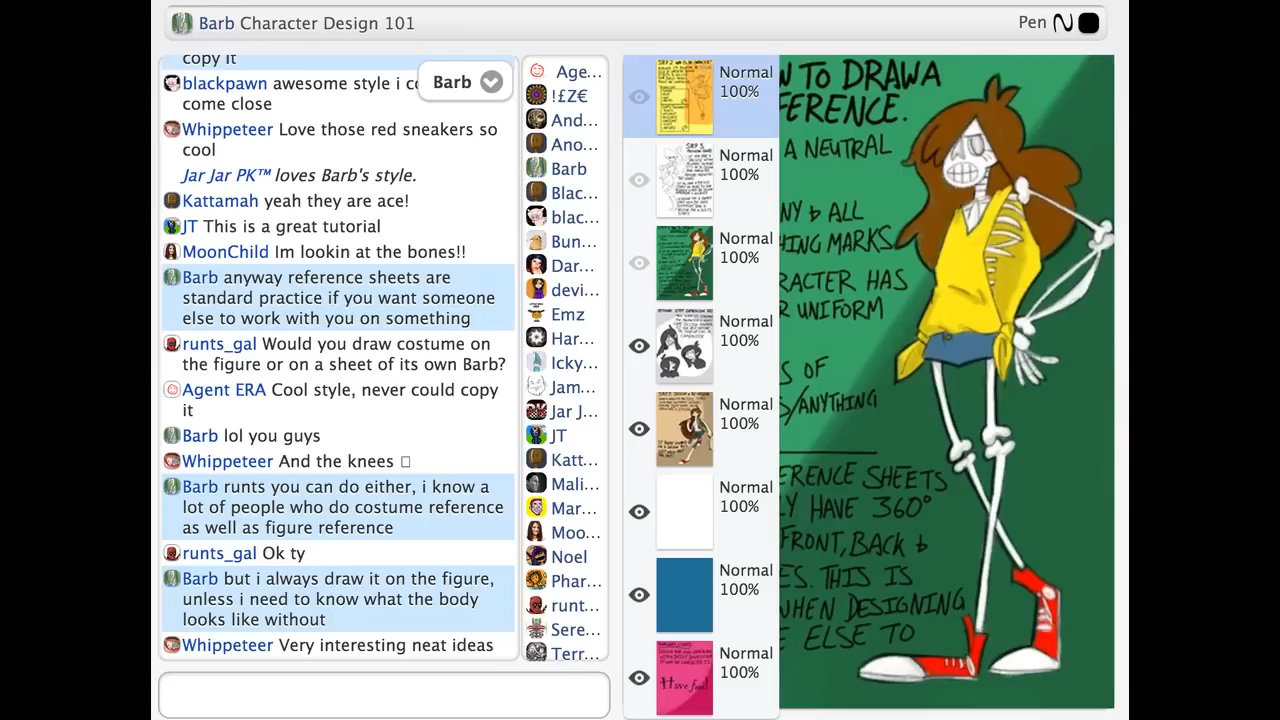 Barb Character Design 101
Pen
copy it
Barb
blackpawn awesome style i co
come close
Whippeteer Love those red sneakers so
cool
Jar Jar PK™ loves Barb's style.
Kattamah yeah they are ace!
JT This is a great tutorial
MoonChild Im lookin at the bones!!
Barb anyway reference sheets are
standard practice if you want someone
else to work with you on something
runts_gal Would you draw costume on
the figure or on a sheet of its own Barb?
Agent ERA Cool style, never could copy
it
Barb lol you guys
Whippeteer And the knees
Barb runts you can do either, i know a
lot of people who do costume reference
as well as figure reference
runts_gal Ok ty
Barb but i always draw it on the figure,
unless i need to know what the body
looks like without
Whippeteer Very interesting neat ideas
Age...
!£Z€
And...
Ano...
Barb
Blac...
blac...
Bun...
Dar...
devi...
Emz
Har...
Icky...
Jam...
Jar J...
JT
Katt...
Mali...
Mar...
Moo...
Noel
Phar...
runt...
Sere...
Terr...
Normal
100%
Normal
100%
Normal
100%
Normal
100%
Normal
100%
Normal
100%
Normal
100%
Normal
100%
STEP 3
Have fun!
W TO DRAW A
FERENCE.
A NEUTRAL
NY & ALL
HING MARKS
RACTER HAS
R UNIFORM
S OF
S/ANYTHING
FERENCE SHEETS
LY HAVE 360°
FRONT, BACK &
ES. THIS IS
WHEN DESIGNING
E ELSE TO